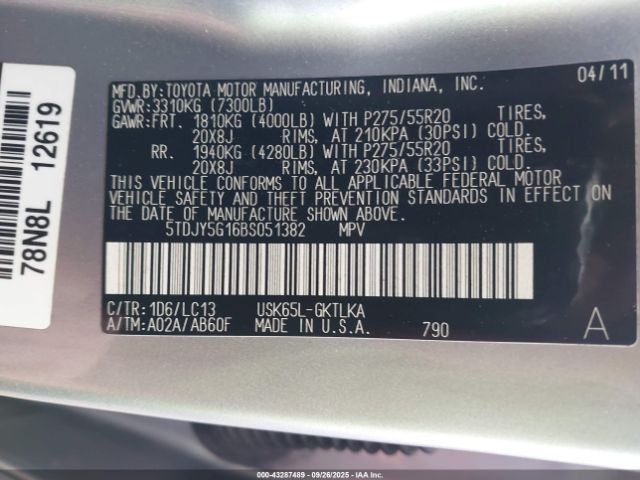 MFD.BY:TOYOTA MOTOR MANUFACTURING, INDIANA, INC. 04/11
GVWR:3310KG (7300LB)
GAWR:FRT. 1810KG (4000LB) WITH P275/55R20 TIRES,
20X8J RIMS, AT 210KPA (30PSI) COLD.
RR. 1940KG (4280LB) WITH P275/55R20 TIRES,
20X8J RIMS, AT 230KPA (33PSI) COLD.
THIS VEHICLE CONFORMS TO ALL APPLICABLE FEDERAL MOTOR
VEHICLE SAFETY AND THEFT PREVENTION STANDARDS IN EFFECT ON
THE DATE OF MANUFACTURE SHOWN ABOVE.
5TDJY5G16BS051382 MPV
C/TR:1D6/LC13 USK65L-GKTLKA
A/TM:A02A/AB60F MADE IN U.S.A. 790 A
78N8L 12619
IAA - 43287489 - 09/26/2025 - IAAI.COM